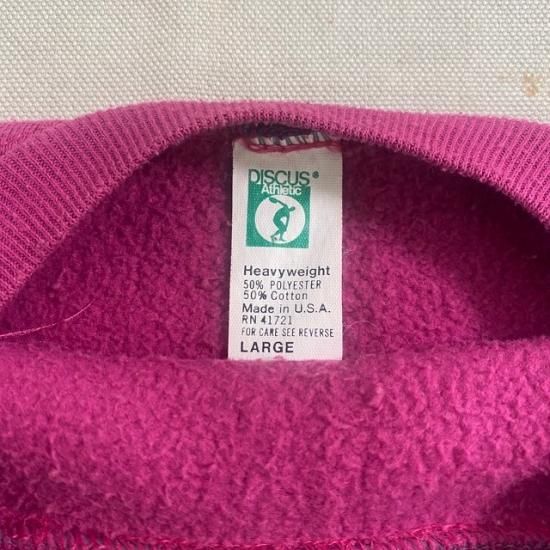 DISCUS®
Athletic
Heavyweight
50% POLYESTER
50% Cotton
Made in U.S.A.
RN 41721
FOR CARE SEE REVERSE
LARGE